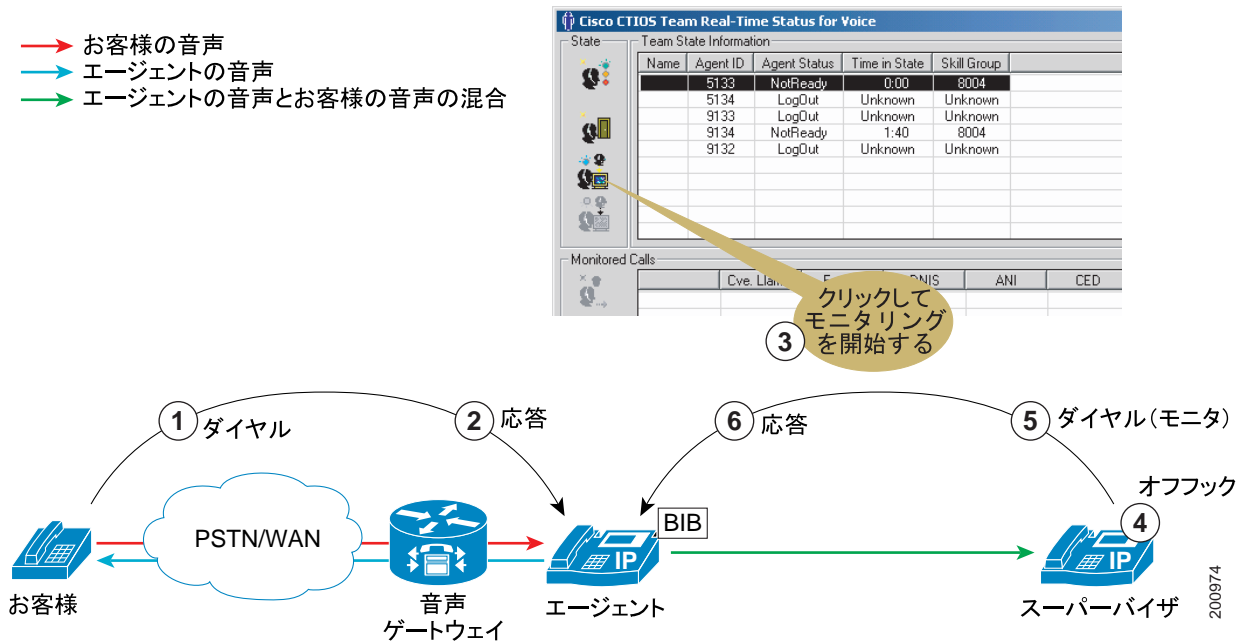 お客様の音声
エージェントの音声
エージェントの音声とお客様の音声の混合
Cisco CTIOS Team Real-Time Status for Voice
State
Team State Information
Name Agent ID Agent Status Time in State Skill Group
5133 NotReady 0:00 8004
5134 LogOut Unknown Unknown
9133 LogOut Unknown Unknown
9134 NotReady 1:40 8004
9132 LogOut Unknown Unknown
Monitored Calls
Cve. ANI CED
クリックして
モニタリング
を開始する
3
1 ダイヤル
2 応答
6 応答
5 ダイヤル(モニタ)
オフフック
4
PSTN/WAN
BIB
IP
IP
お客様
音声
ゲートウェイ
エージェント
スーパーバイザ
200974